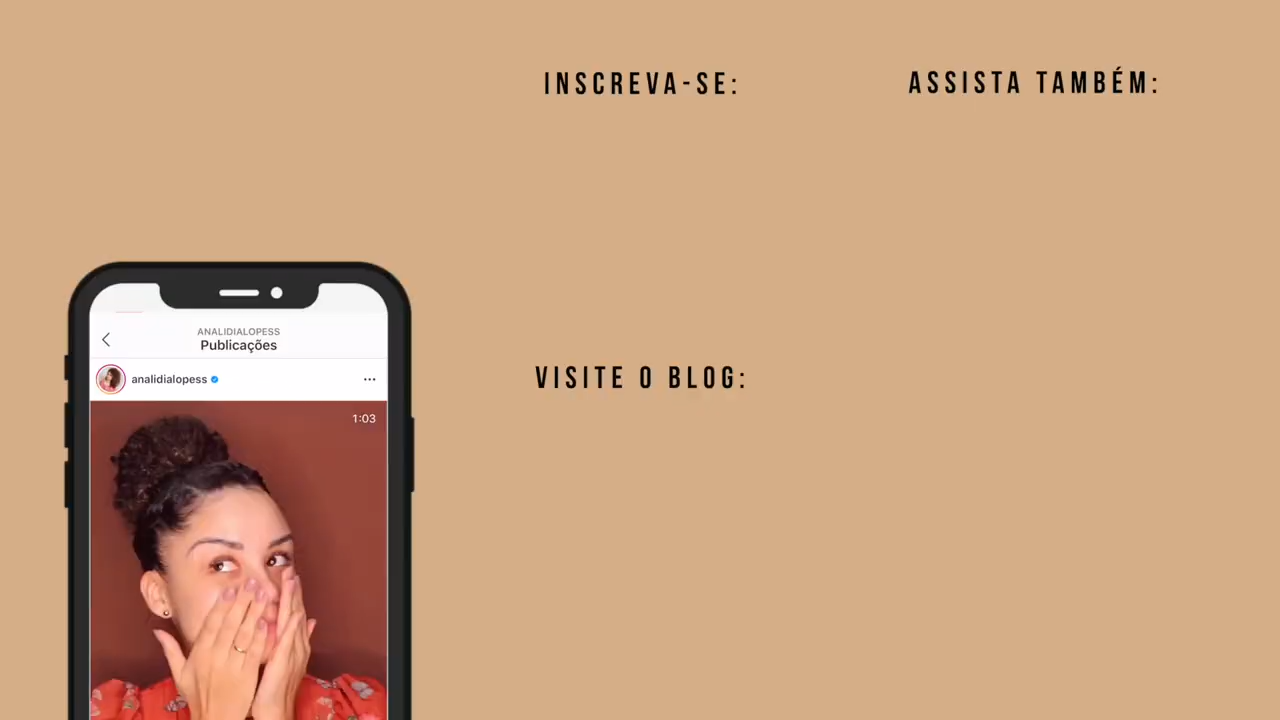 INSCREVA-SE:
ASSISTA TAMBÉM:
ANALIDIALOPESS
Publicações
analidialopess
1:03
VISITE O BLOG: